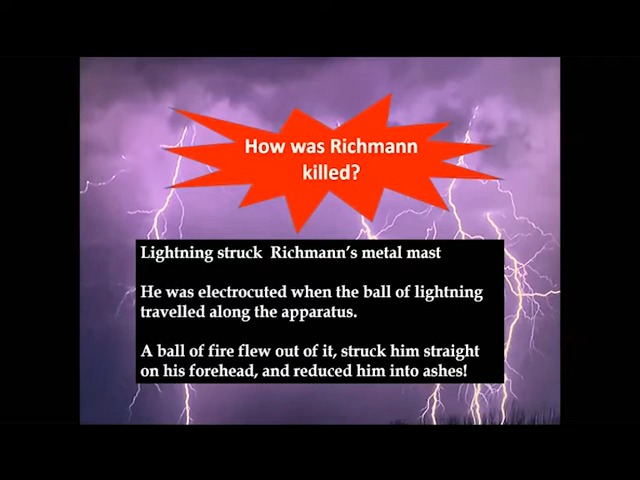 How was Richmann
killed?
Lightning struck Richmann's metal mast
He was electrocuted when the ball of lightning
travelled along the apparatus.
A ball of fire flew out of it, struck him straight
on his forehead, and reduced him into ashes!